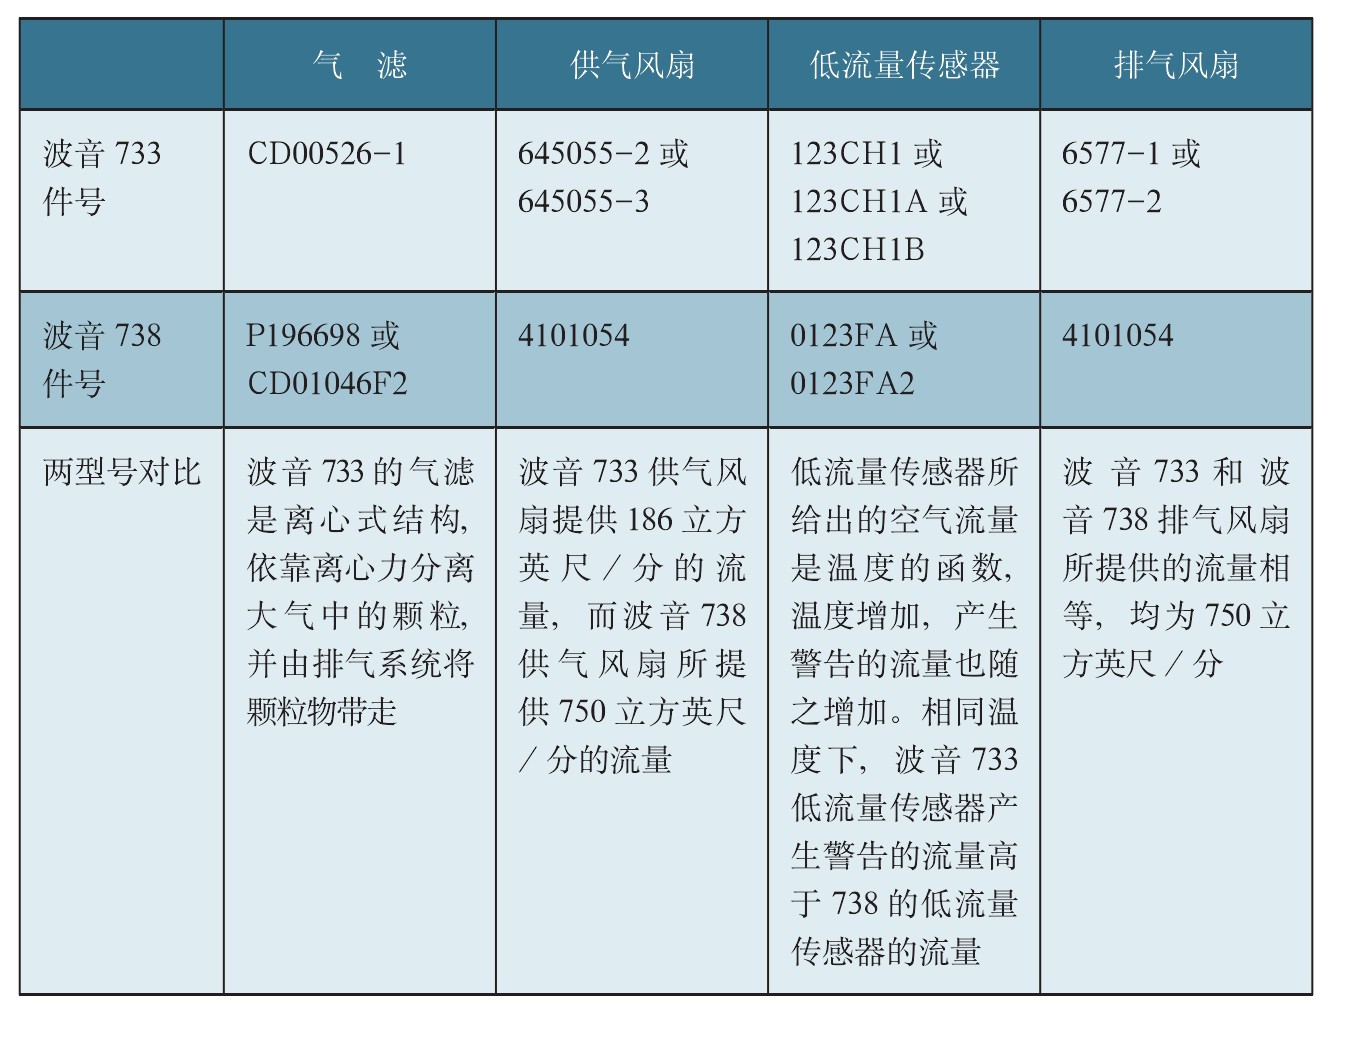 气 滤
供气风扇
低流量传感器
排气风扇
波音 733
件号
CD00526-1
645055-2 或
645055-3
123CH1 或
123CH1A 或
123CH1B
6577-1 或
6577-2
波音 738
件号
P196698 或
CD01046F2
4101054
0123FA 或
0123FA2
4101054
两型号对比
波音 733 的气滤
是离心式结构,
依靠离心力分离
大气中的颗粒,
并由排气系统将
颗粒物带走
波音 733 供气风
扇提供 186 立方
英尺 / 分的流
量, 而波音 738
供气风扇所提
供 750 立方英尺
/ 分的流量
低流量传感器所
给出的空气流量
是温度的函数,
温度增加, 产生
警告的流量也随
之增加。相同温
度下, 波音 733
低流量传感器产
生警告的流量高
于 738 的低流量
传感器的流量
波音 733 和波
音 738 排气风扇
所提供的流量相
等, 均为 750 立
方英尺 / 分